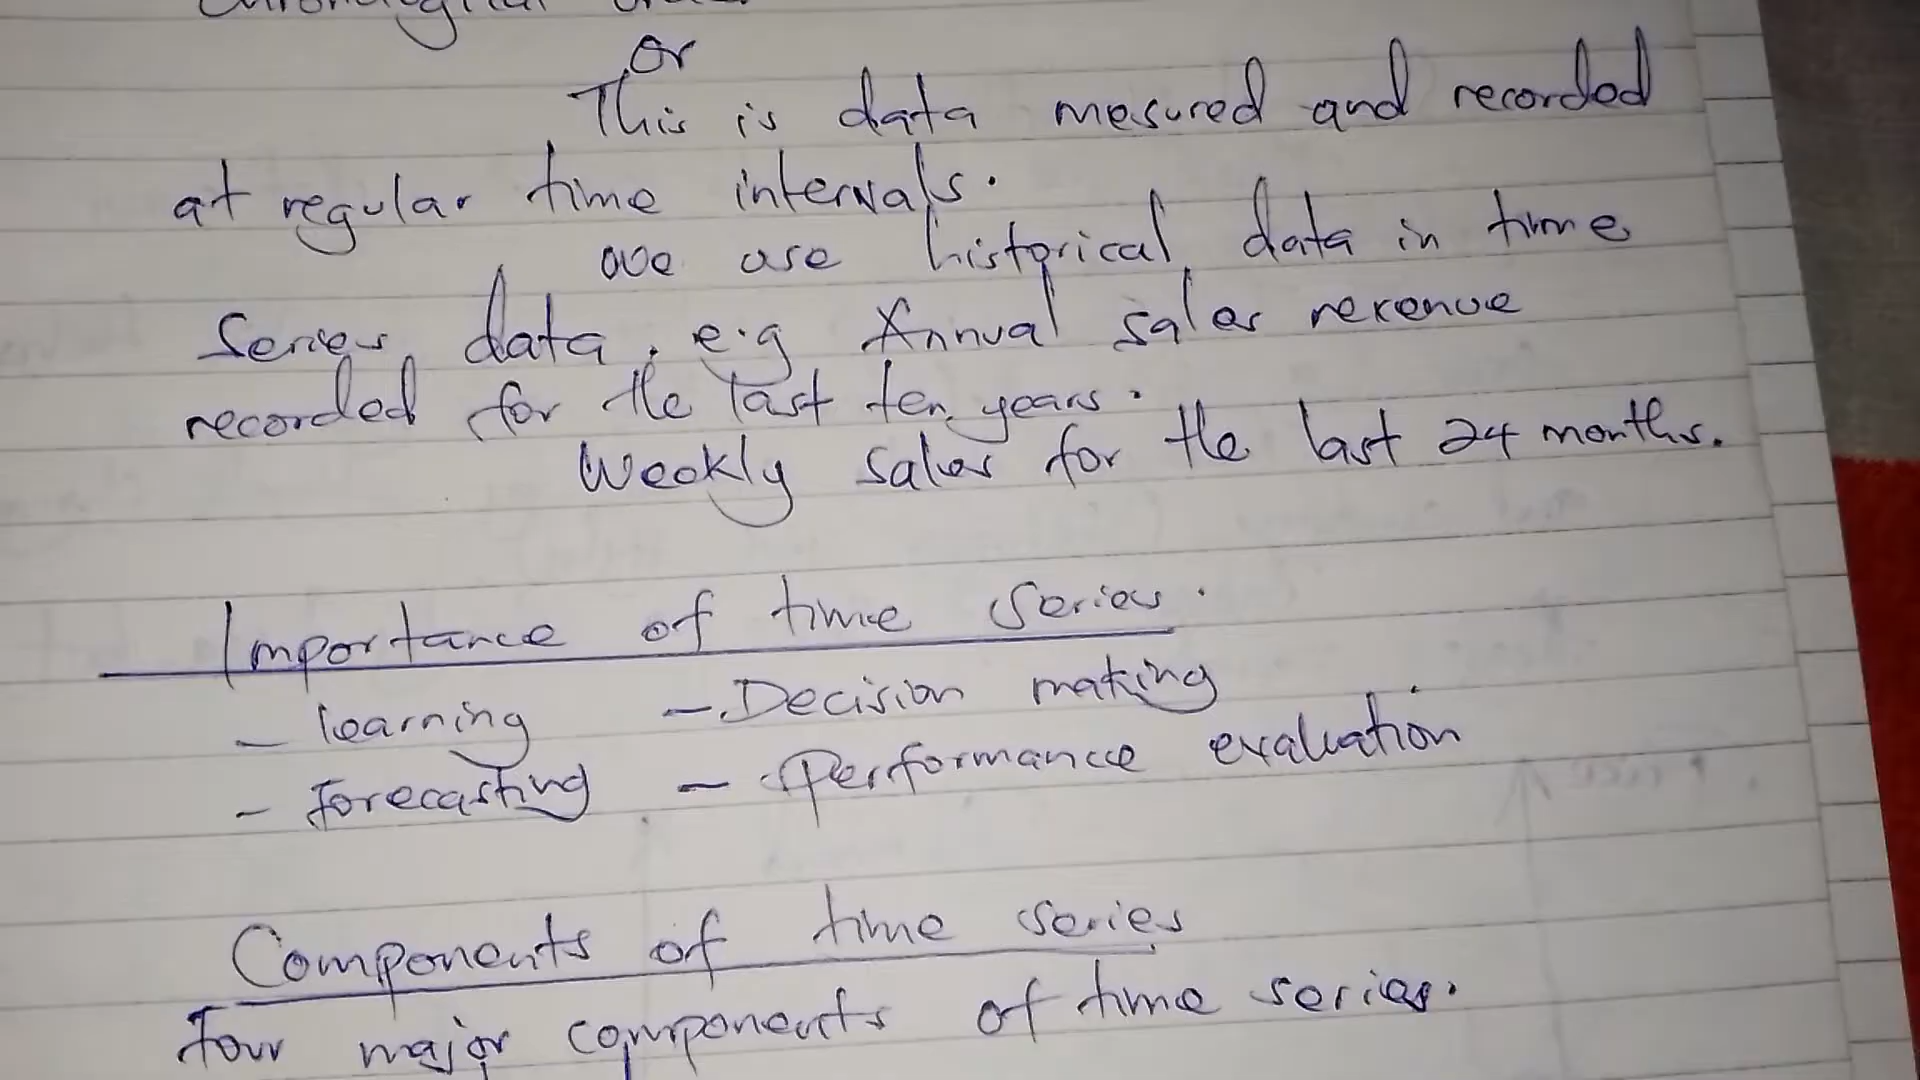 Or
This is data mesured and recorded
at regular time intervals.
we use historical data in time
Series data. e.g Annual sales revenue
recorded for the last ten years.
Weekly sales for the last 24 months.
Importance of time series.
- learning - Decision making
- Forecasting - Performance evaluation
Components of time series
Four major components of time series.